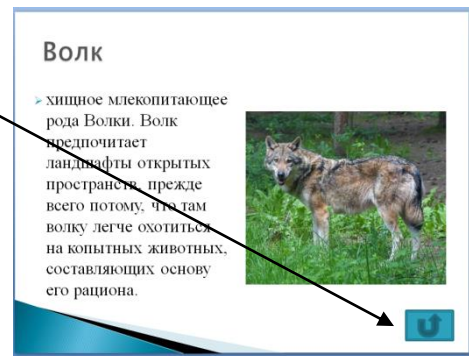 Волк
хищное млекопитающее
рода Волки. Волк
предпочитает
ландшафты открытых
пространств, прежде
всего потому, что там
волку легче охотиться
на копытных животных,
составляющих основу
его рациона.